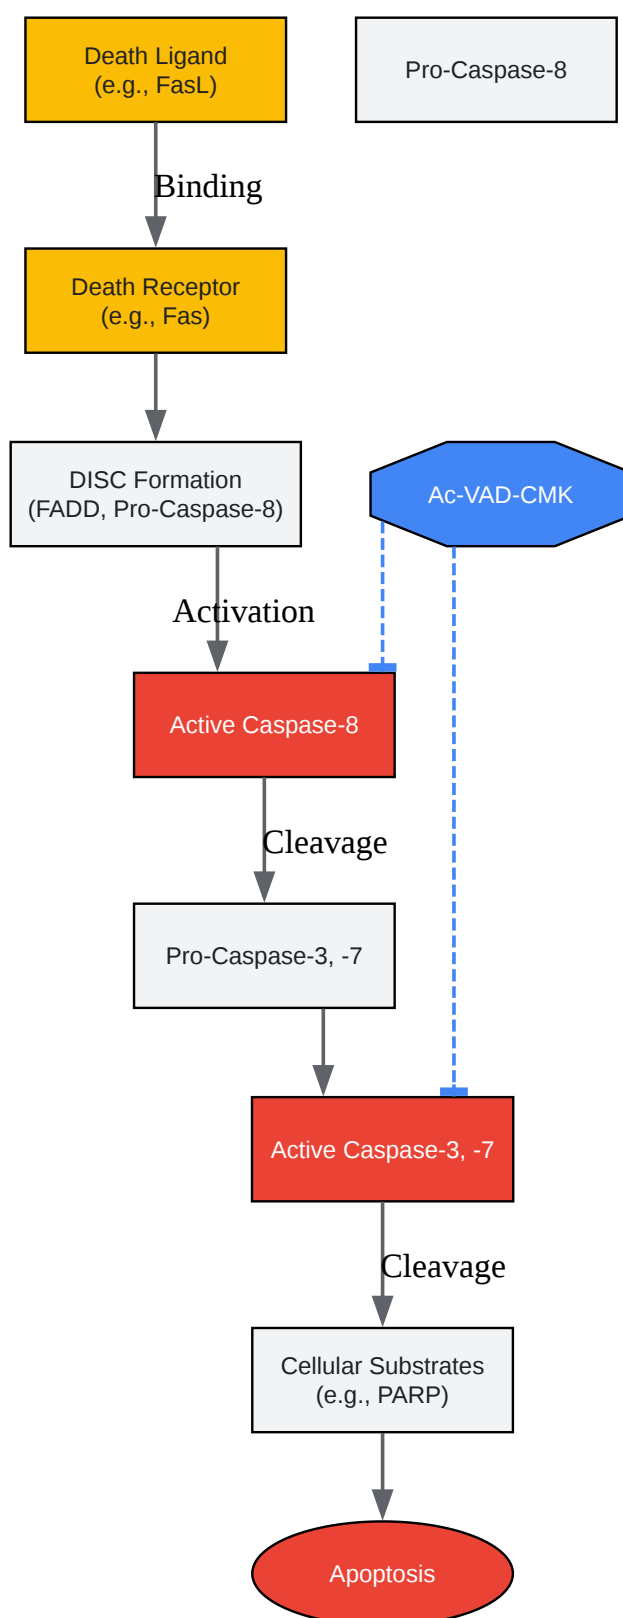 Death Ligand
(e.g., FasL)
Pro-Caspase-8
Binding
Death Receptor
(e.g., Fas)
DISC Formation
(FADD, Pro-Caspase-8)
Ac-VAD-CMK
Activation
Active Caspase-8
Cleavage
Pro-Caspase-3, -7
Active Caspase-3, -7
Cleavage
Cellular Substrates
(e.g., PARP)
Apoptosis